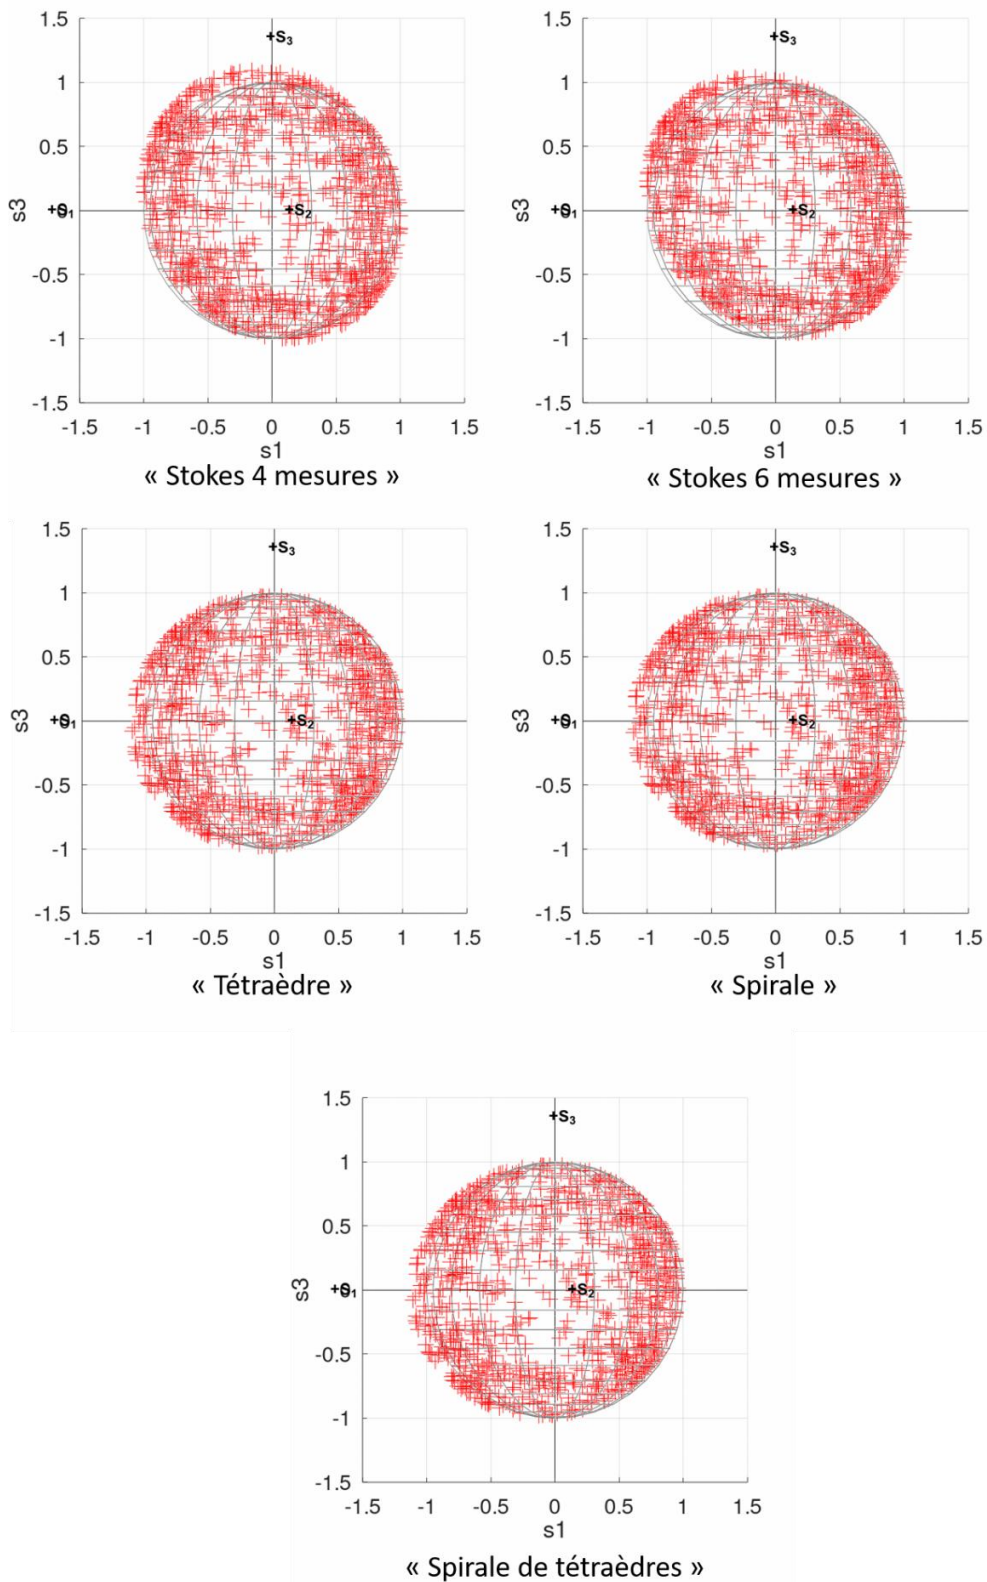 1.5
S3
1
0.5
s3
S1
0
S2
-0.5
-1
-1.5
-1.5 -1 -0.5 0 0.5 1 1.5
s1
« Stokes 4 mesures »
1.5
S3
1
0.5
s3
S1
0
S2
-0.5
-1
-1.5
-1.5 -1 -0.5 0 0.5 1 1.5
s1
« Stokes 6 mesures »
1.5
S3
1
0.5
s3
S1
0
S2
-0.5
-1
-1.5
-1.5 -1 -0.5 0 0.5 1 1.5
s1
« Tétraèdre »
1.5
S3
1
0.5
s3
S1
0
S2
-0.5
-1
-1.5
-1.5 -1 -0.5 0 0.5 1 1.5
s1
« Spirale »
1.5
S3
1
0.5
s3
S1
0
S2
-0.5
-1
-1.5
-1.5 -1 -0.5 0 0.5 1 1.5
s1
« Spirale de tétraèdres »